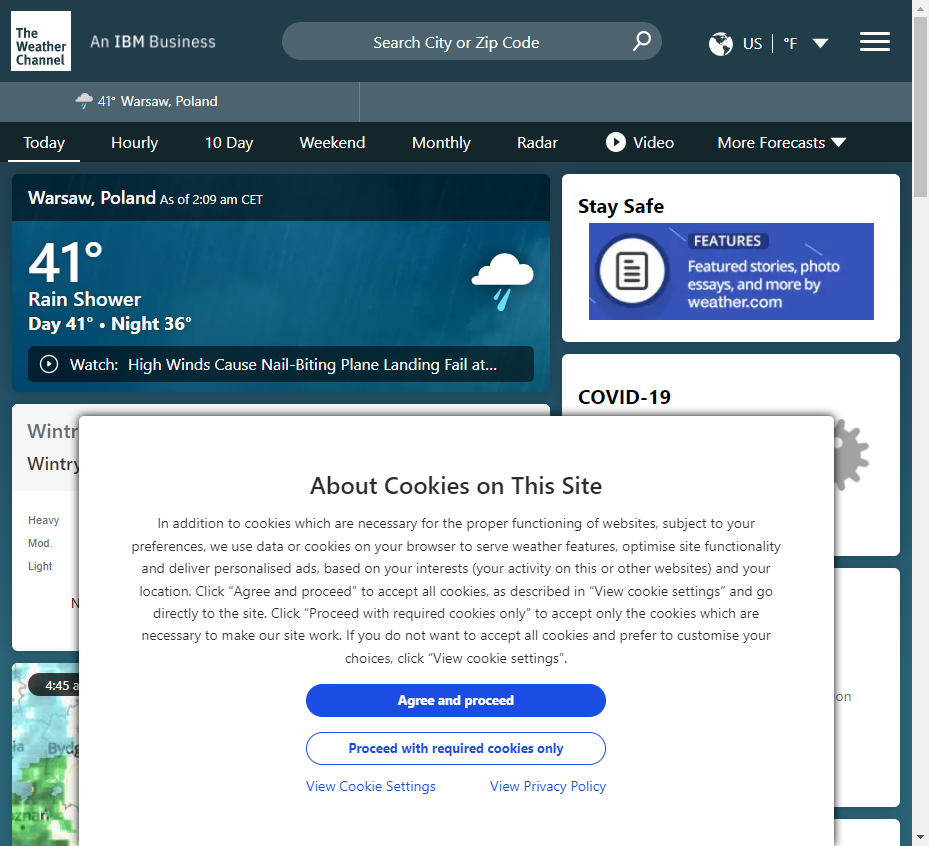 The
Weather
Channel
An IBM Business
Search City or Zip Code
US
°F
41° Warsaw, Poland
Today
Hourly
10 Day
Weekend
Monthly
Radar
Video
More Forecasts
Warsaw, Poland As of 2:09 am CET
41°
Rain Shower
Day 41° • Night 36°
Watch: High Winds Cause Nail-Biting Plane Landing Fail at...
Stay Safe
FEATURES
Featured stories, photo
essays, and more by
weather.com
COVID-19
Wintr
Wintry
Heavy
Mod.
Light
N
4:45 a
About Cookies on This Site
In addition to cookies which are necessary for the proper functioning of websites, subject to your
preferences, we use data or cookies on your browser to serve weather features, optimise site functionality
and deliver personalised ads, based on your interests (your activity on this or other websites) and your
location. Click “Agree and proceed” to accept all cookies, as described in “View cookie settings” and go
directly to the site. Click “Proceed with required cookies only” to accept only the cookies which are
necessary to make our site work. If you do not want to accept all cookies and prefer to customise your
choices, click “View cookie settings”.
Agree and proceed
Proceed with required cookies only
View Cookie Settings
View Privacy Policy
ion
Bydg
znań